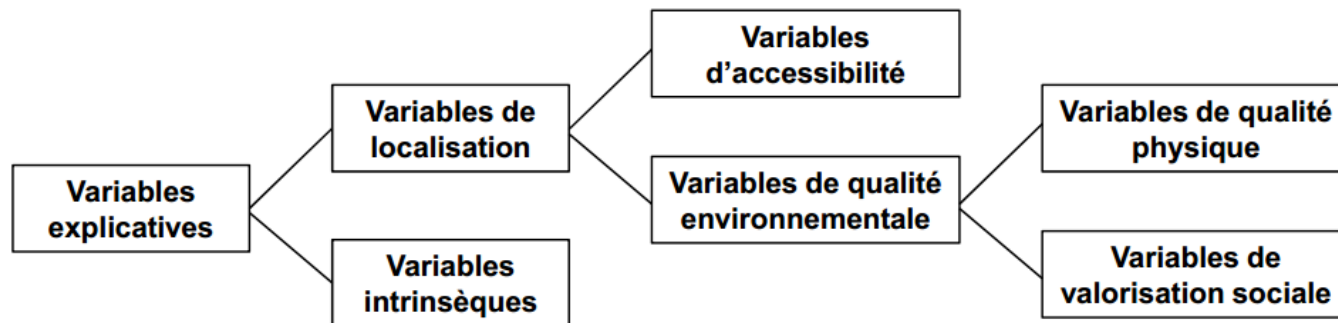 Variables
explicatives
Variables de
localisation
Variables
intrinsèques
Variables
d’accessibilité
Variables de qualité
environnementale
Variables de qualité
physique
Variables de
valorisation sociale